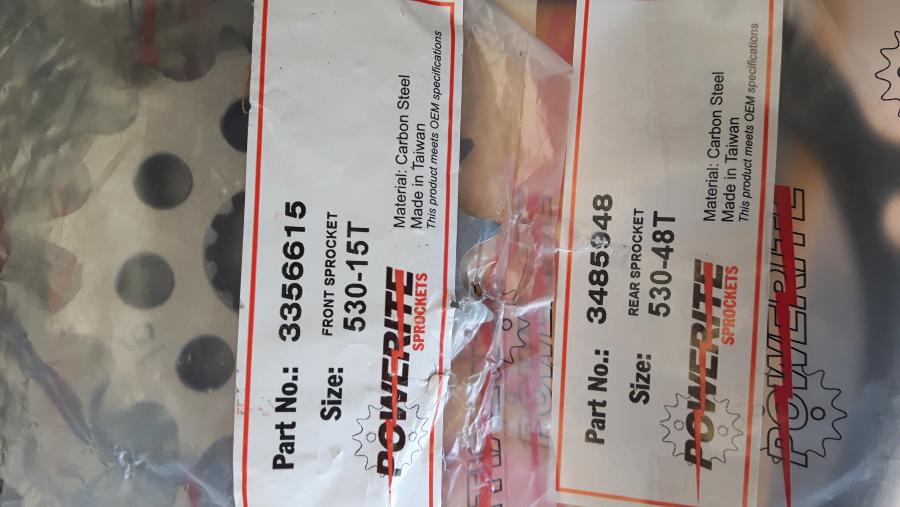 Part No.: 3356615
FRONT SPROCKET
Size: 530-15T
POWERITE
SPROCKETS
Material: Carbon Steel
Made in Taiwan
This product meets OEM specifications
Part No.: 3485948
REAR SPROCKET
Size: 530-48T
POWERITE
SPROCKETS
Material: Carbon Steel
Made in Taiwan
This product meets OEM specifications
POWERITE